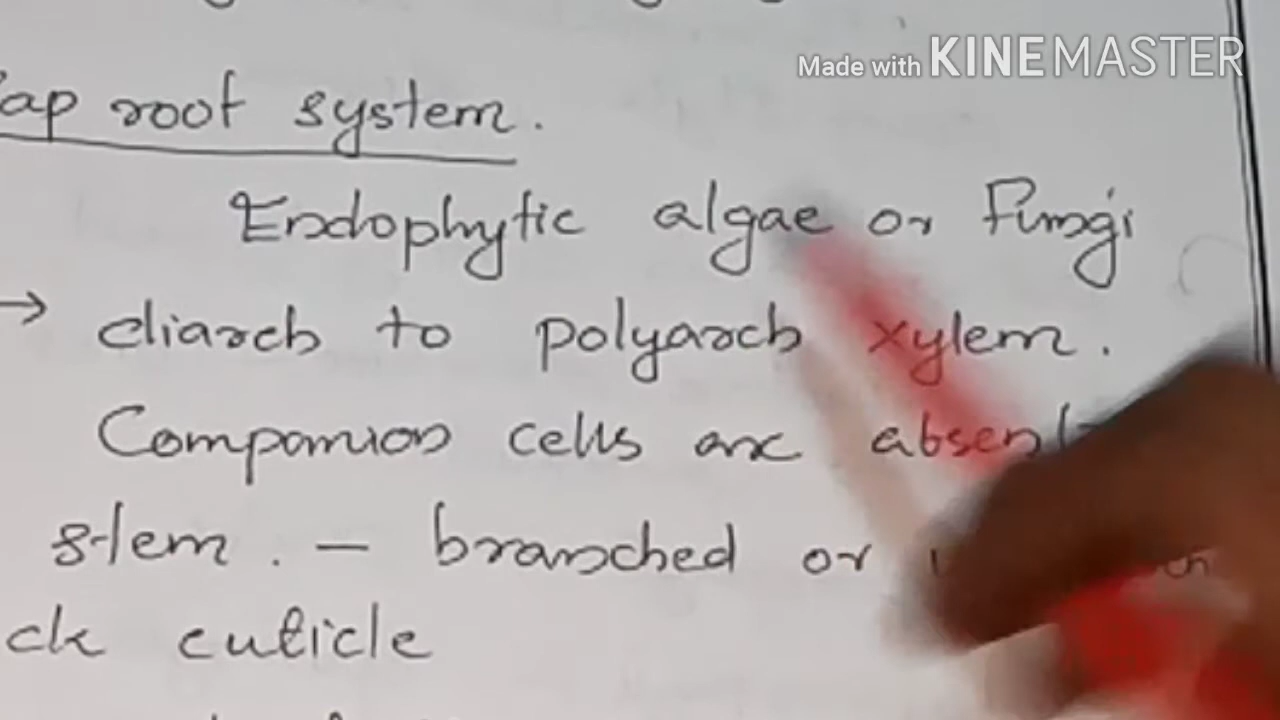 Made with KINEMASTER
ap root system.
Endophytic algae or Fungi
→ diarch to polyarch xylem.
Companion cells are absent
stem. - branched or
ck cuticle